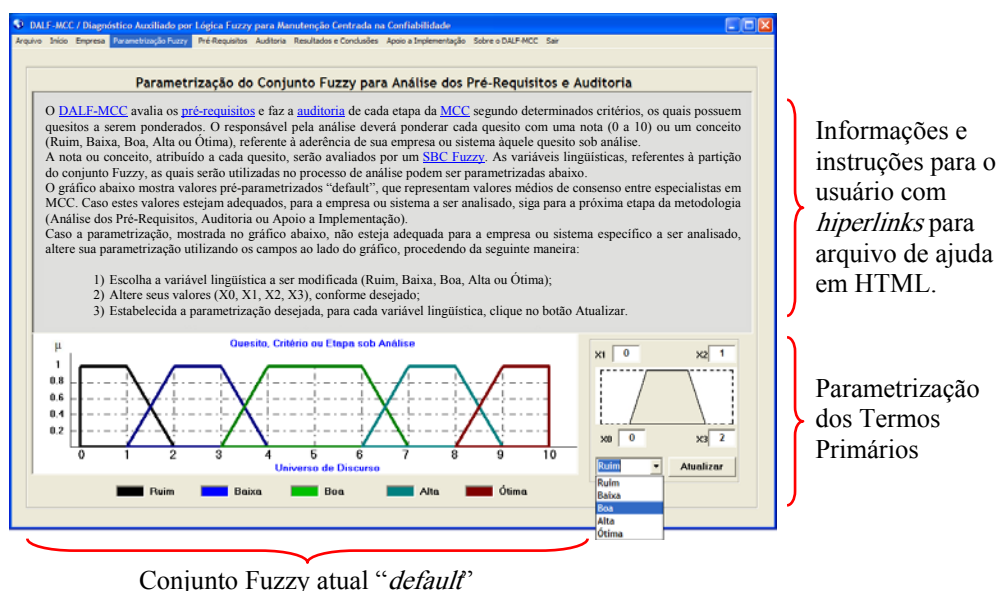 DALF-MCC / Diagnóstico Auxiliado por Lógica Fuzzy para Manutenção Centrada na Confiabilidade
Arquivo Início Empresa Parametrização Fuzzy Pré-Requisitos Auditoria Resultados e Conclusões Apoio a Implementação Sobre o DALF-MCC Sair
Parametrização do Conjunto Fuzzy para Análise dos Pré-Requisitos e Auditoria
O DALF-MCC avalia os pré-requisitos e faz a auditoria de cada etapa da MCC segundo determinados critérios, os quais possuem
quesitos a serem ponderados. O responsável pela análise deverá ponderar cada quesito com uma nota (0 a 10) ou um conceito
(Ruim, Baixa, Boa, Alta ou Ótima), referente à aderência de sua empresa ou sistema àquele quesito sob análise.
A nota ou conceito, atribuído a cada quesito, serão avaliados por um SBC Fuzzy. As variáveis lingüísticas, referentes à partição
do conjunto Fuzzy, as quais serão utilizadas no processo de análise podem ser parametrizadas abaixo.
O gráfico abaixo mostra valores pré-parametrizados “default”, que representam valores médios de consenso entre especialistas em
MCC. Caso estes valores estejam adequados, para a empresa ou sistema a ser analisado, siga para a próxima etapa da metodologia
(Análise dos Pré-Requisitos, Auditoria ou Apoio a Implementação).
Caso a parametrização, mostrada no gráfico abaixo, não esteja adequada para a empresa ou sistema específico a ser analisado,
altere sua parametrização utilizando os campos ao lado do gráfico, procedendo da seguinte maneira:
1) Escolha a variável lingüística a ser modificada (Ruim, Baixa, Boa, Alta ou Ótima);
2) Altere seus valores (X0, X1, X2, X3), conforme desejado;
3) Estabelecida a parametrização desejada, para cada variável lingüística, clique no botão Atualizar.
Quesito, Critério ou Etapa sob Análise
μ
1
0.8
0.6
0.4
0.2
0 1 2 3 4 5 6 7 8 9 10
Universo de Discurso
Ruim Baixa Boa Alta Ótima
X1 0 X2 1
X0 0 X3 2
Ruim Atualizar
Ruim
Baixa
Boa
Alta
Ótima
Informações e
instruções para o
usuário com
hiperlinks para
arquivo de ajuda
em HTML.
Parametrização
dos Termos
Primários
Conjunto Fuzzy atual “default”